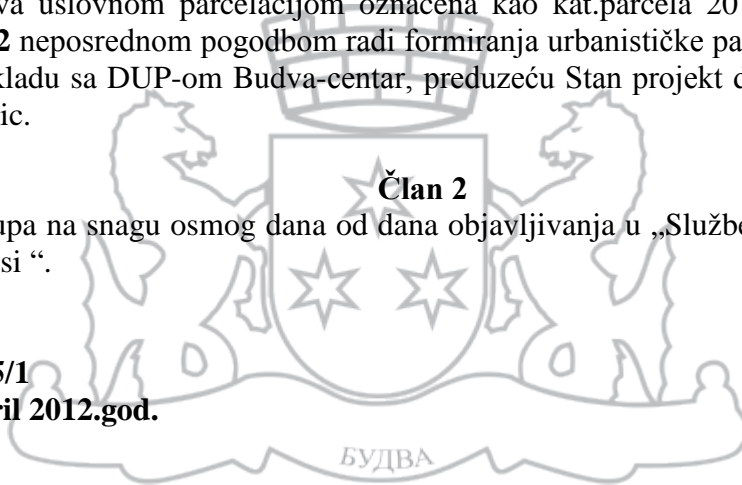 va uslovnom parcelacijom označena kao kat.parcela 20
2 neposrednom pogodbom radi formiranja urbanističke pa
kladu sa DUP-om Budva-centar, preduzeću Stan projekt d
ic.
Član 2
upa na snagu osmog dana od dana objavljivanja u „Službe
si “.
5/1
ril 2012.god.
БУДВА